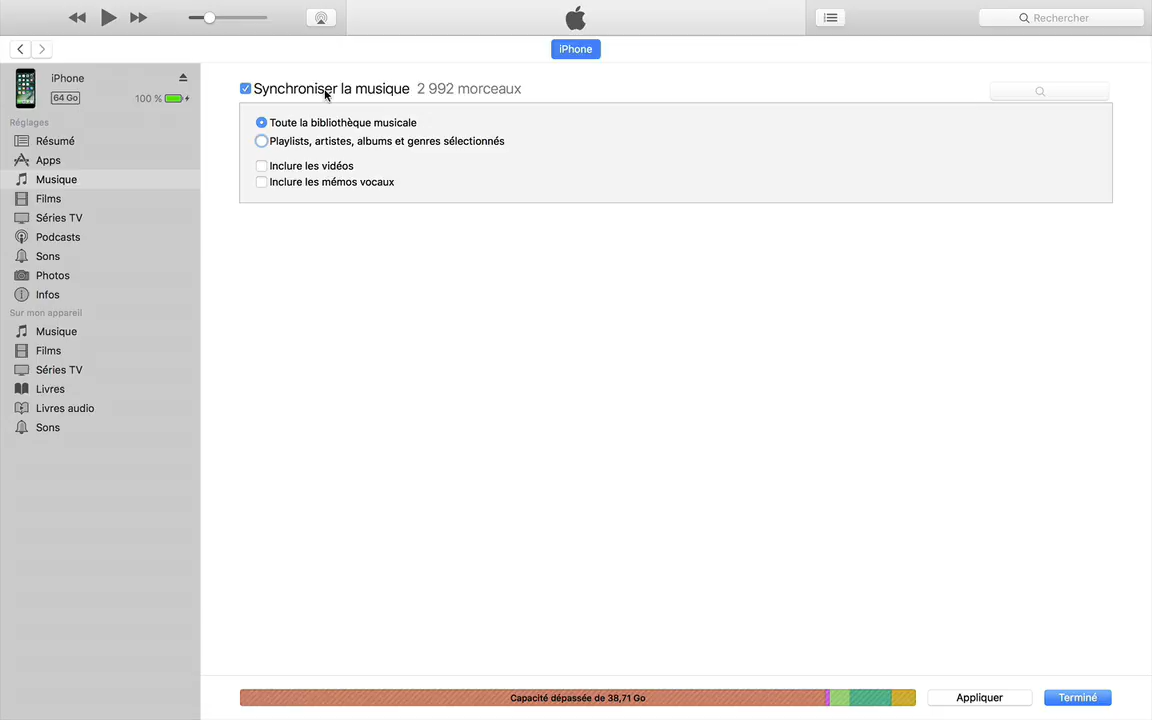 Rechercher
iPhone
iPhone
64 Go
100 %
Réglages
Résumé
Apps
Musique
Films
Séries TV
Podcasts
Sons
Photos
Infos
Sur mon appareil
Musique
Films
Séries TV
Livres
Livres audio
Sons
Synchroniser la musique 2 992 morceaux
Toute la bibliothèque musicale
Playlists, artistes, albums et genres sélectionnés
Inclure les vidéos
Inclure les mémos vocaux
Capacité dépassée de 38,71 Go
Appliquer
Terminé